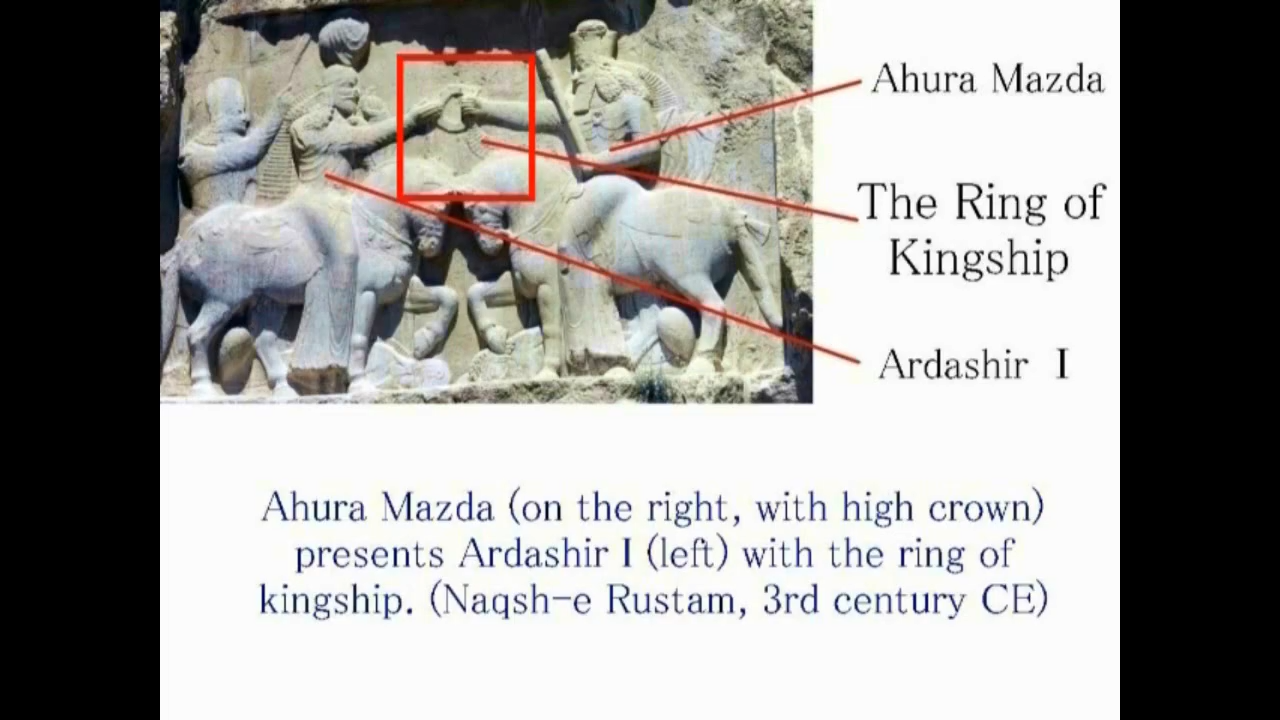 Ahura Mazda
The Ring of
Kingship
Ardashir I
Ahura Mazda (on the right, with high crown)
presents Ardashir I (left) with the ring of
kingship. (Naqsh-e Rustam, 3rd century CE)